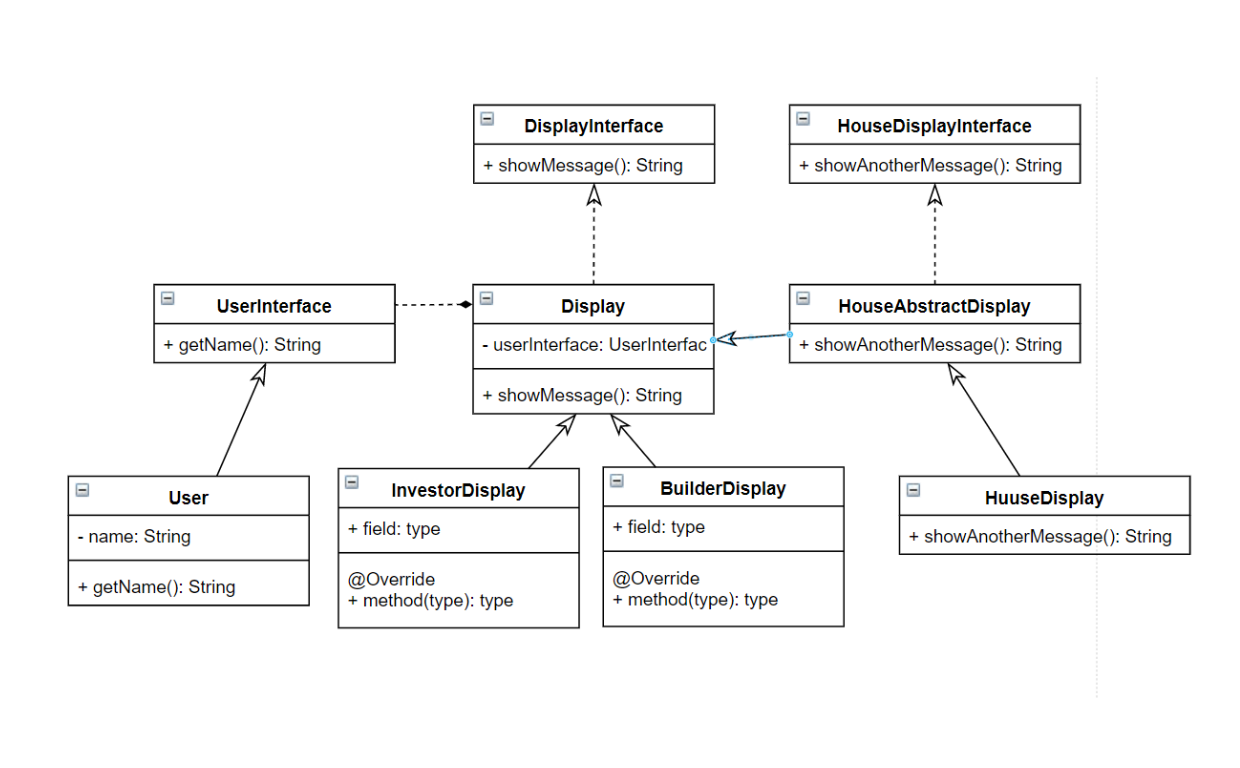 DisplayInterface
+ showMessage(): String
HouseDisplayInterface
+ showAnotherMessage(): String
UserInterface
+ getName(): String
Display
- userInterface: UserInterfac
+ showMessage(): String
HouseAbstractDisplay
+ showAnotherMessage(): String
User
- name: String
+ getName(): String
InvestorDisplay
+ field: type
@Override
+ method(type): type
BuilderDisplay
+ field: type
@Override
+ method(type): type
HuuseDisplay
+ showAnotherMessage(): String